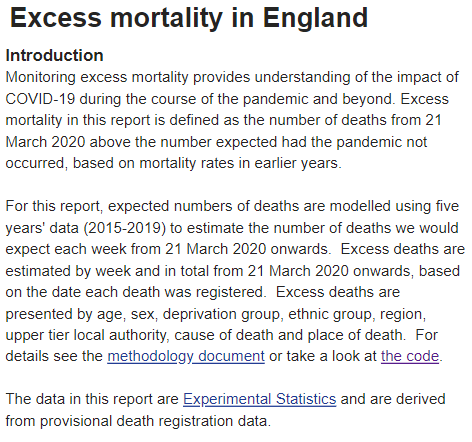 Excess mortality in England
Introduction
Monitoring excess mortality provides understanding of the impact of
COVID-19 during the course of the pandemic and beyond. Excess
mortality in this report is defined as the number of deaths from 21
March 2020 above the number expected had the pandemic not
occurred, based on mortality rates in earlier years.
For this report, expected numbers of deaths are modelled using five
years' data (2015-2019) to estimate the number of deaths we would
expect each week from 21 March 2020 onwards.  Excess deaths are
estimated by week and in total from 21 March 2020 onwards, based
on the date each death was registered.  Excess deaths are
presented by age, sex, deprivation group, ethnic group, region,
upper tier local authority, cause of death and place of death.  For
details see the methodology document or take a look at the code.
The data in this report are Experimental Statistics and are derived
from provisional death registration data.